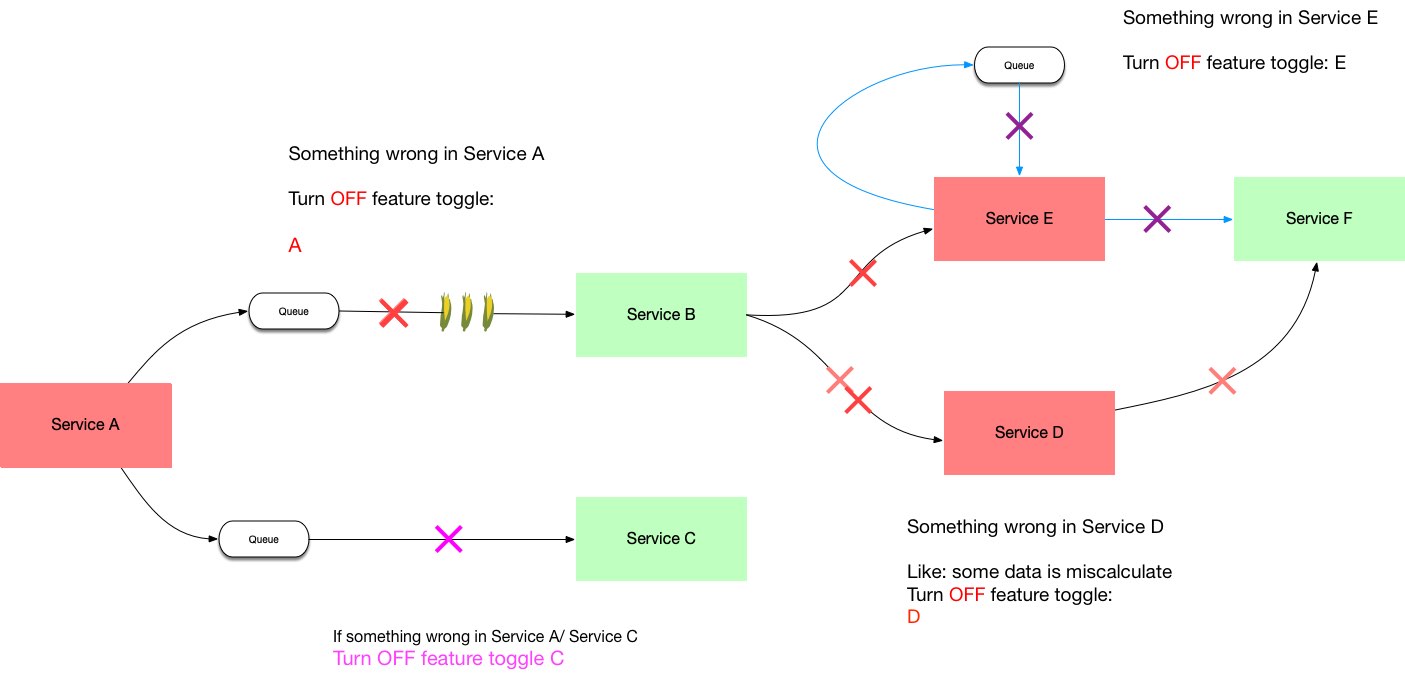 Something wrong in Service E
Turn OFF feature toggle: E
Queue
Something wrong in Service A
Turn OFF feature toggle:
A
Service E
Service F
Queue
Service B
Service A
Service D
Queue
Service C
Something wrong in Service D
Like: some data is miscalculate
Turn OFF feature toggle:
D
If something wrong in Service A/ Service C
Turn OFF feature toggle C